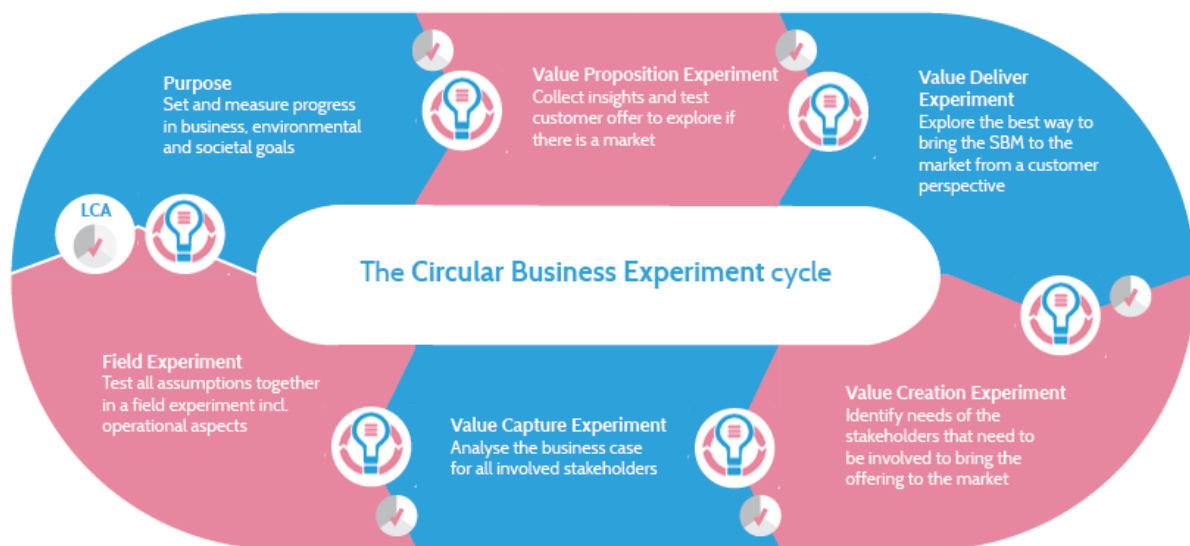 Purpose
Set and measure progress
in business, environmental
and societal goals
Value Proposition Experiment
Collect insights and test
customer offer to explore if
there is a market
Value Deliver
Experiment
Explore the best way to
bring the SBM to the
market from a customer
perspective
LCA
The Circular Business Experiment cycle
Field Experiment
Test all assumptions together
in a field experiment incl.
operational aspects
Value Capture Experiment
Analyse the business case
for all involved stakeholders
Value Creation Experiment
Identify needs of the
stakeholders that need to
be involved to bring the
offering to the market